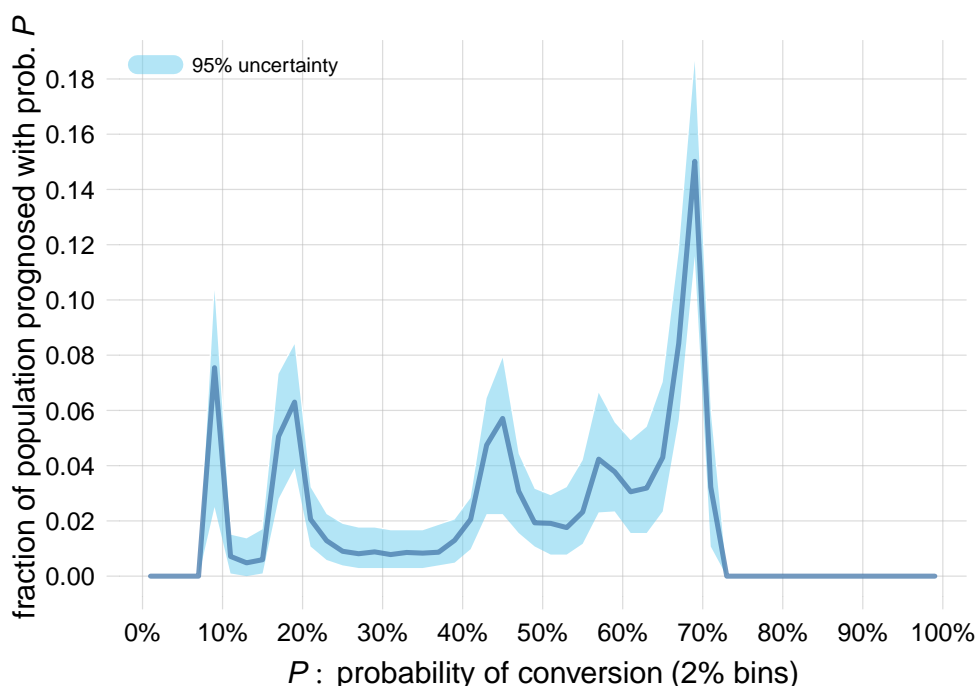 fraction of population prognosed with prob. P
95% uncertainty
0.18
0.16
0.14
0.12
0.10
0.08
0.06
0.04
0.02
0.00
0% 10% 20% 30% 40% 50% 60% 70% 80% 90% 100%
P : probability of conversion (2% bins)